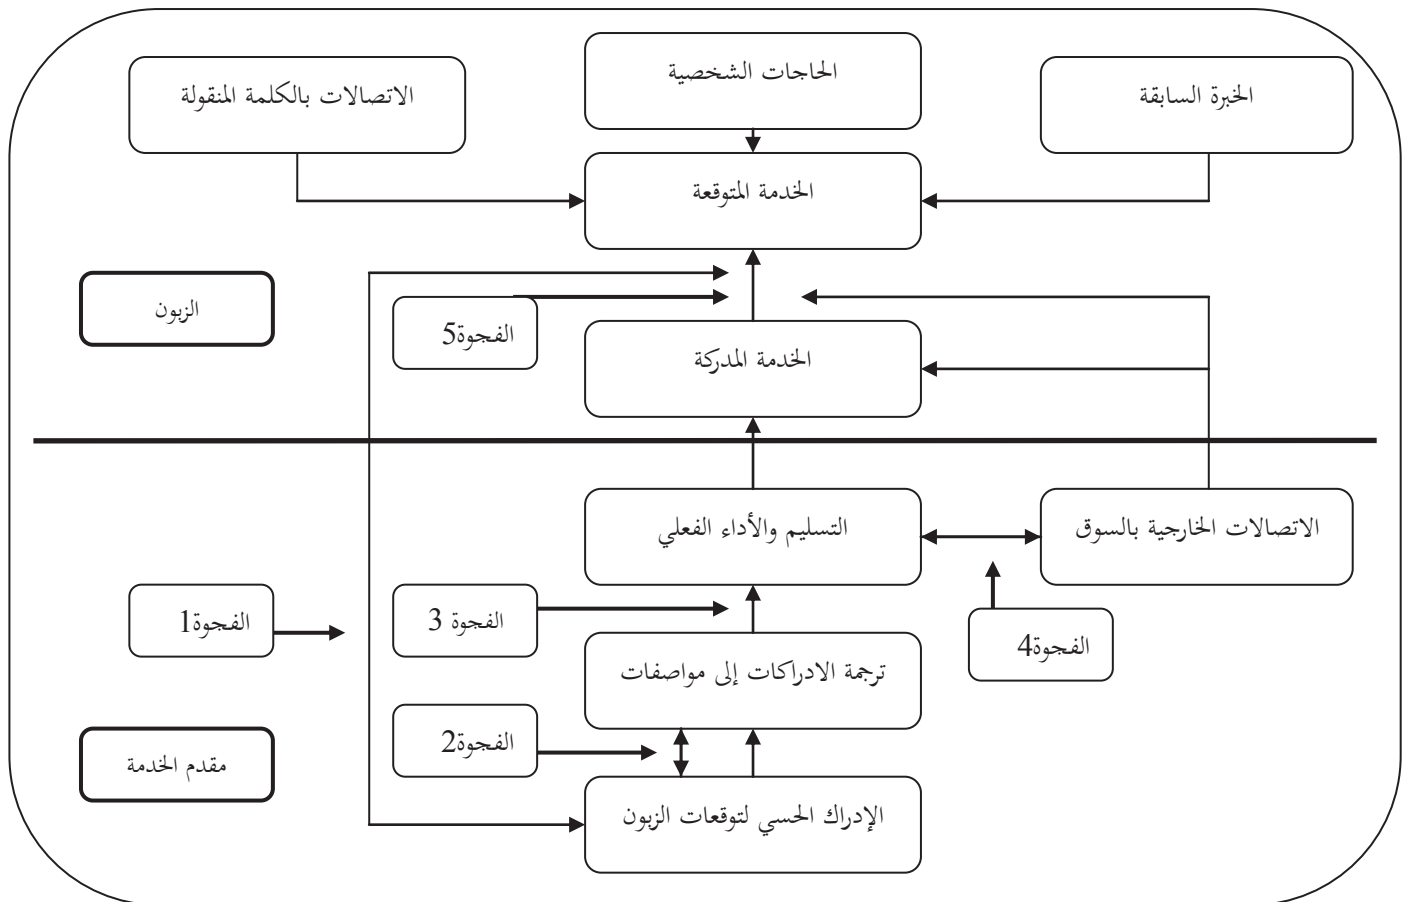 الحاجات الشخصية
الخبرة السابقة
الاتصالات بالكلمة المنقولة
الخدمة المتوقعة
الزبون
الفجوة5
الخدمة المدركة
الاتصالات الخارجية بالسوق
التسليم والأداء الفعلي
الفجوة 3
الفجوة1
الفجوة4
ترجمة الادراكات إلى مواصفات
الفجوة2
مقدم الخدمة
الإدراك الحسي لتوقعات الزبون